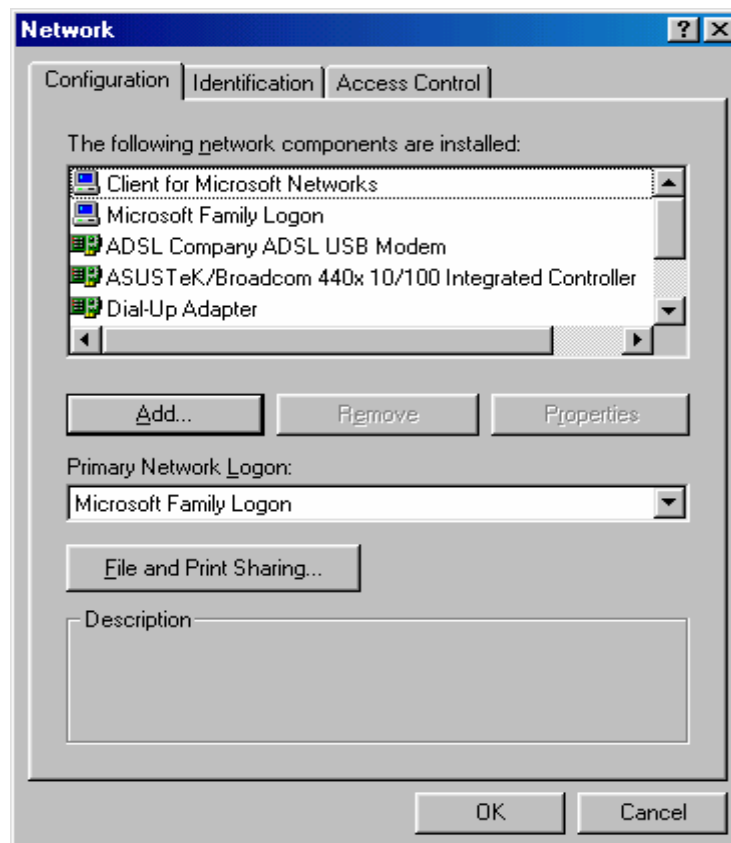 Network
Configuration Identification Access Control
The following network components are installed:
Client for Microsoft Networks
Microsoft Family Logon
ADSL Company ADSL USB Modem
ASUSTeK/Broadcom 440x 10/100 Integrated Controller
Dial-Up Adapter
Add... Remove Properties
Primary Network Logon:
Microsoft Family Logon
File and Print Sharing...
Description
OK Cancel